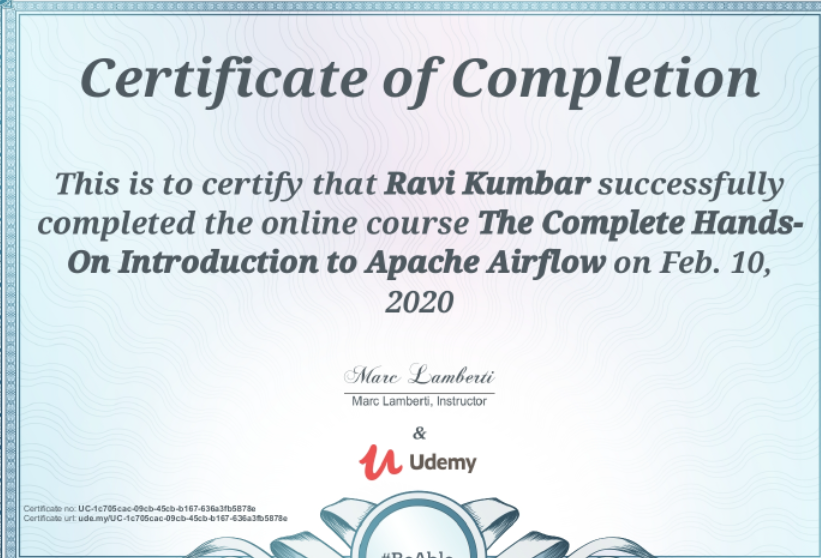 Certificate of Completion
This is to certify that Ravi Kumbar successfully
completed the online course The Complete Hands-
On Introduction to Apache Airflow on Feb. 10,
2020
Marc Lamberti
Marc Lamberti, Instructor
&
Udemy
Certificate no: UC-1c705cac-09cb-45cb-b167-636a3fb5878e
Certificate url: ude.my/UC-1c705cac-09cb-45cb-b167-636a3fb5878e
#BeAble